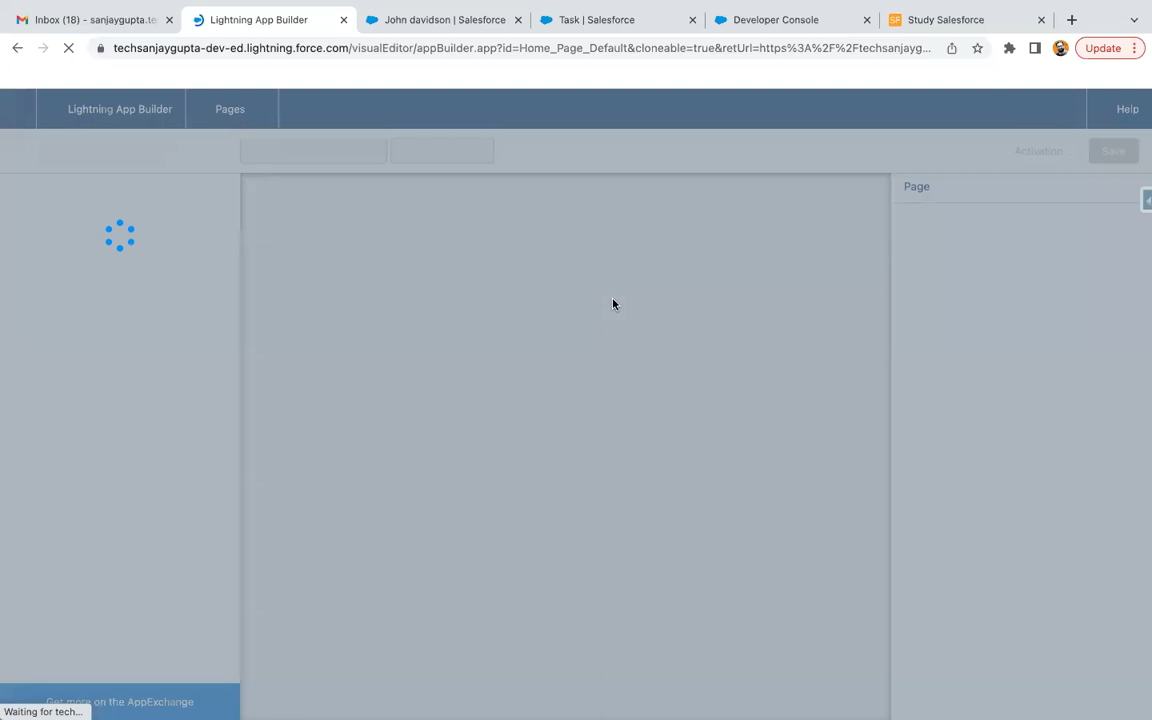 Inbox (18) - sanjaygupta.te
Lightning App Builder
John davidson | Salesforce
Task | Salesforce
Developer Console
SF
Study Salesforce
techsanjaygupta-dev-ed.lightning.force.com/visualEditor/appBuilder.app?id=Home_Page_Default&cloneable=true&retUrl=https%3A%2F%2Ftechsanjayg...
Update
Lightning App Builder
Pages
Help
Activation...
Save
Page
Get more on the AppExchange
Waiting for tech...